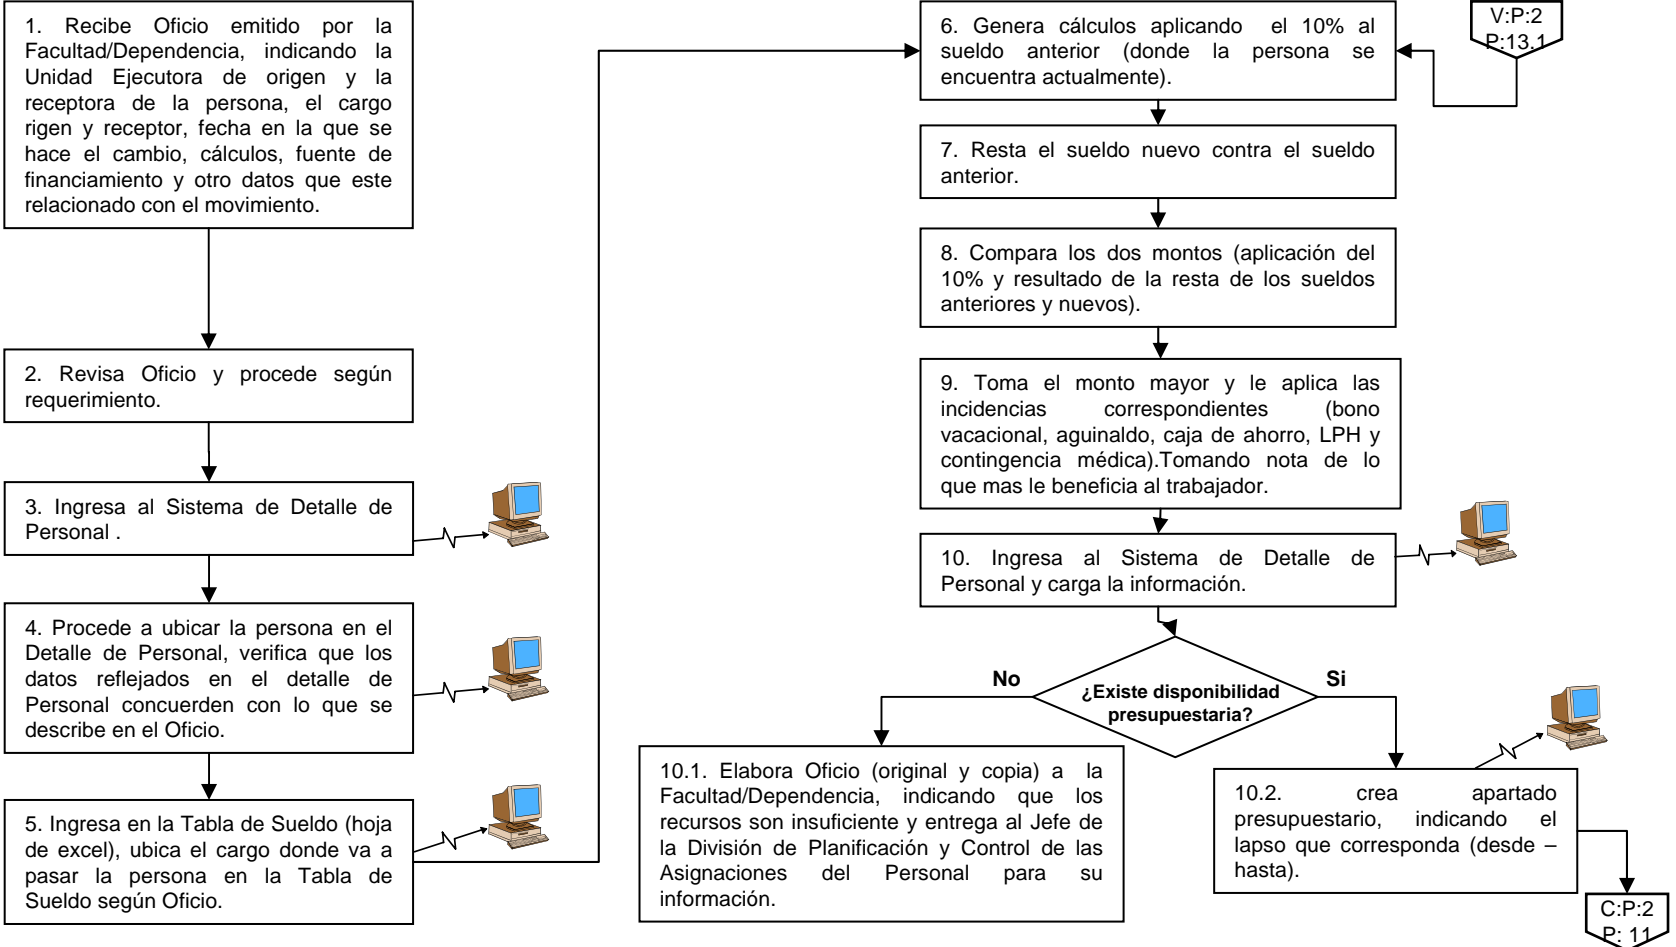 1. Recibe Oficio emitido por la
Facultad/Dependencia, indicando la
Unidad Ejecutora de origen y la
receptora de la persona, el cargo
rigen y receptor, fecha en la que se
hace el cambio, cálculos, fuente de
financiamiento y otro datos que este
relacionado con el movimiento.
2. Revisa Oficio y procede según
requerimiento.
3. Ingresa al Sistema de Detalle de
Personal .
4. Procede a ubicar la persona en el
Detalle de Personal, verifica que los
datos reflejados en el detalle de
Personal concuerden con lo que se
describe en el Oficio.
5. Ingresa en la Tabla de Sueldo (hoja
de excel), ubica el cargo donde va a
pasar la persona en la Tabla de
Sueldo según Oficio.
6. Genera cálculos aplicando el 10% al
sueldo anterior (donde la persona se
encuentra actualmente).
V:P:2
P:13.1
7. Resta el sueldo nuevo contra el sueldo
anterior.
8. Compara los dos montos (aplicación del
10% y resultado de la resta de los sueldos
anteriores y nuevos).
9. Toma el monto mayor y le aplica las
incidencias correspondientes (bono
vacacional, aguinaldo, caja de ahorro, LPH y
contingencia médica).Tomando nota de lo
que mas le beneficia al trabajador.
10. Ingresa al Sistema de Detalle de
Personal y carga la información.
¿Existe disponibilidad
presupuestaria?
No
Si
10.1. Elabora Oficio (original y copia) a la
Facultad/Dependencia, indicando que los
recursos son insuficiente y entrega al Jefe de
la División de Planificación y Control de las
Asignaciones del Personal para su
información.
10.2. crea apartado
presupuestario, indicando el
lapso que corresponda (desde –
hasta).
C:P:2
P: 11